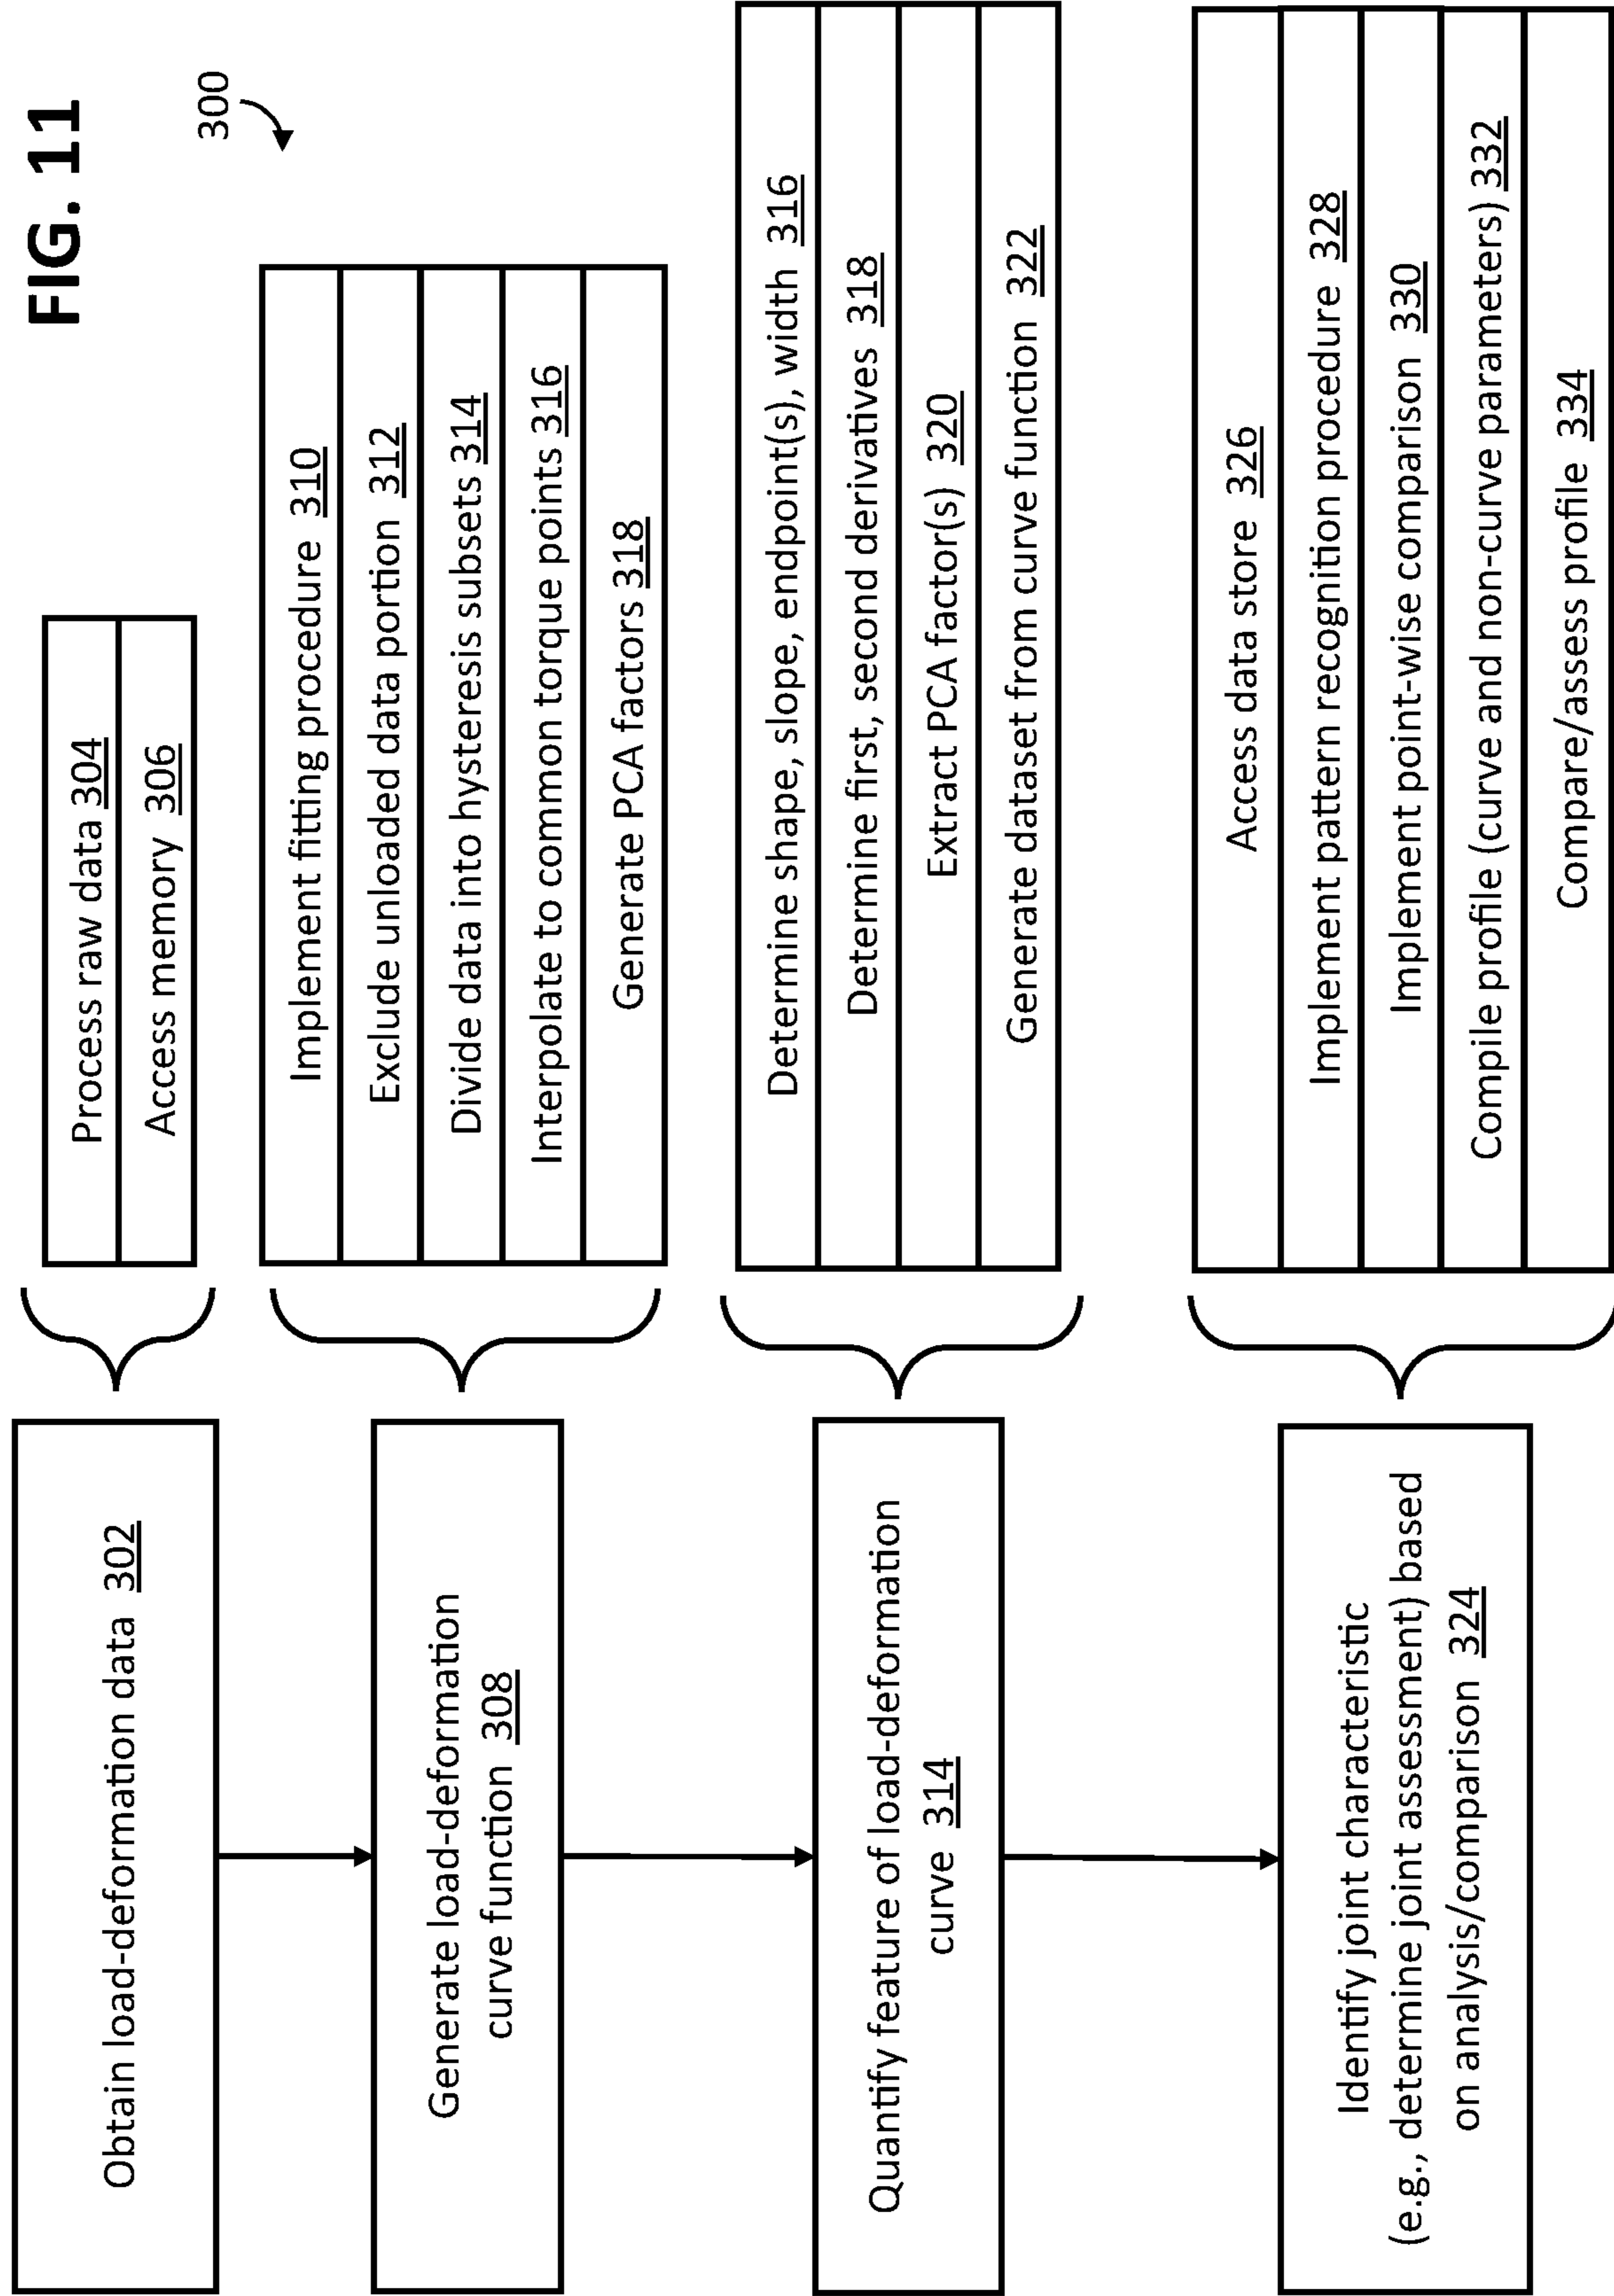 FIG. 11
300
Obtain load-deformation data 302
Process raw data 304
Access memory 306
Generate load-deformation
curve function 308
Implement fitting procedure 310
Exclude unloaded data portion 312
Divide data into hysteresis subsets 314
Interpolate to common torque points 316
Generate PCA factors 318
Quantify feature of load-deformation
curve 314
Determine shape, slope, endpoint(s), width 316
Determine first, second derivatives 318
Extract PCA factor(s) 320
Generate dataset from curve function 322
Identify joint characteristic
(e.g., determine joint assessment) based
on analysis/comparison 324
Access data store 326
Implement pattern recognition procedure 328
Implement point-wise comparison 330
Compile profile (curve and non-curve parameters) 332
Compare/assess profile 334